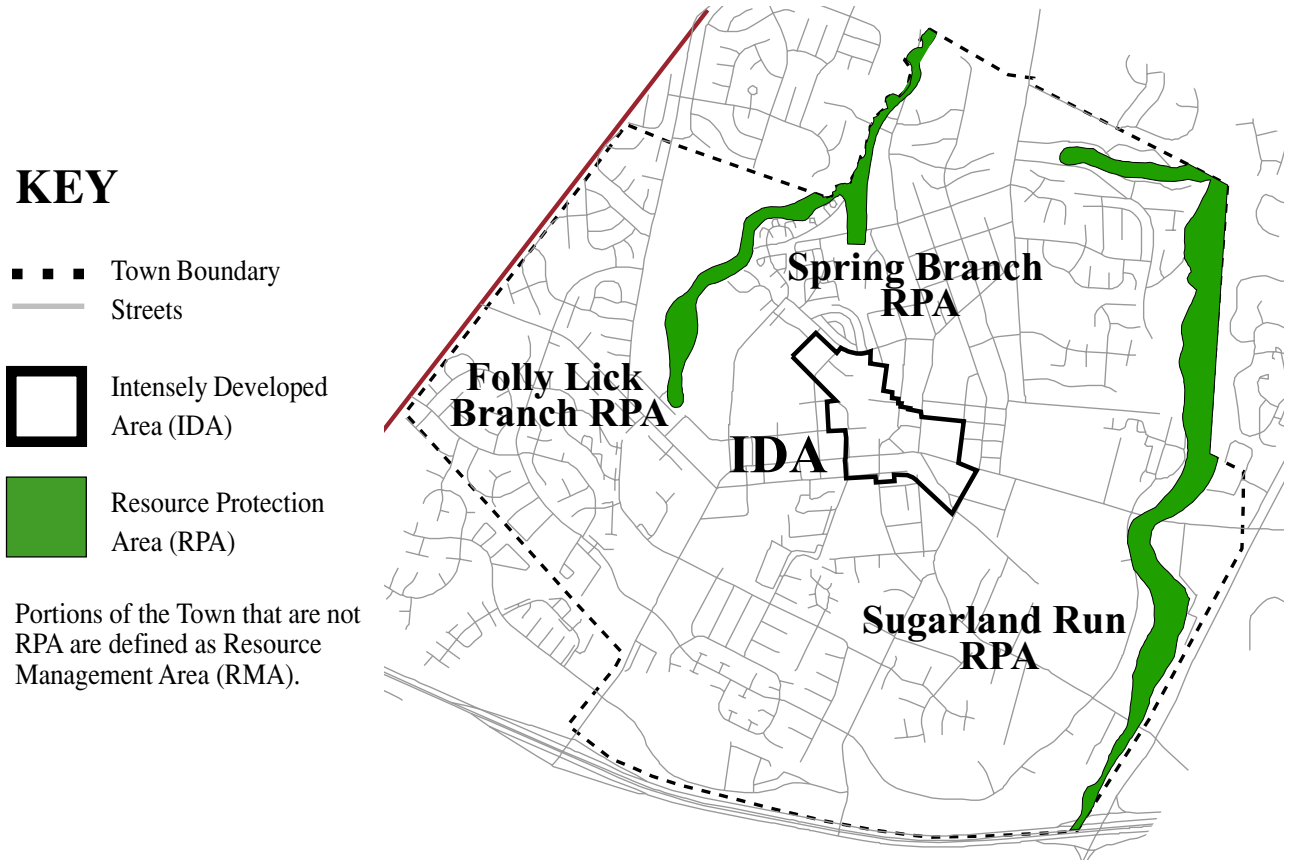 KEY
Town Boundary
Streets
Intensely Developed
Area (IDA)
Resource Protection
Area (RPA)
Portions of the Town that are not
RPA are defined as Resource
Management Area (RMA).
Spring Branch
RPA
Folly Lick
Branch RPA
IDA
Sugarland Run
RPA